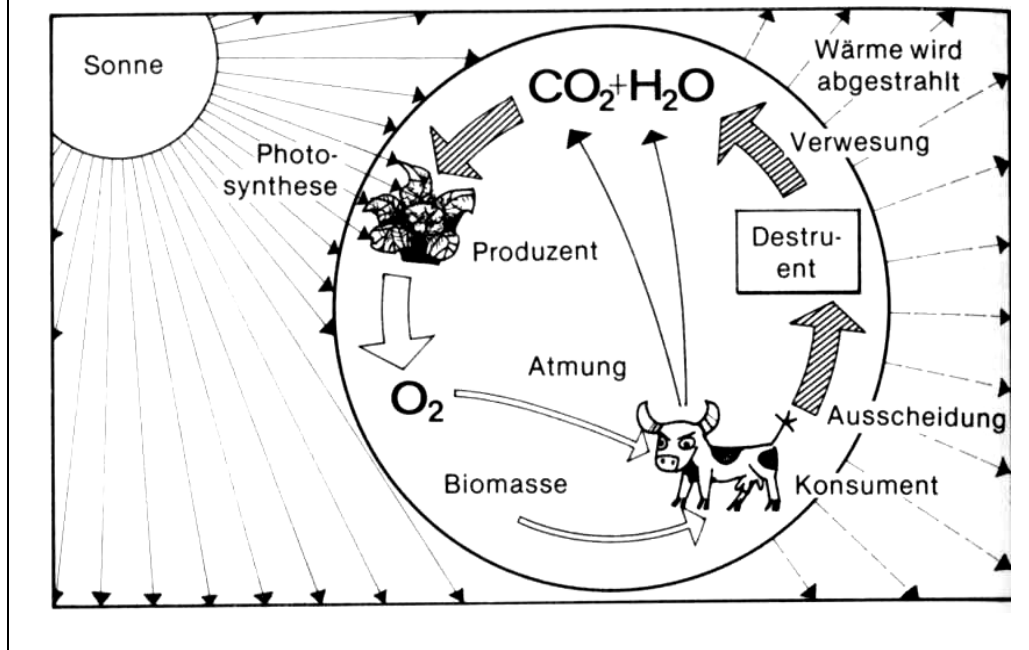 Sonne
Wärme wird
abgestrahlt
CO₂+H₂O
Verwesung
Photo-
synthese
Destru-
ent
Produzent
Atmung
O₂
Ausscheidung
Biomasse
Konsument